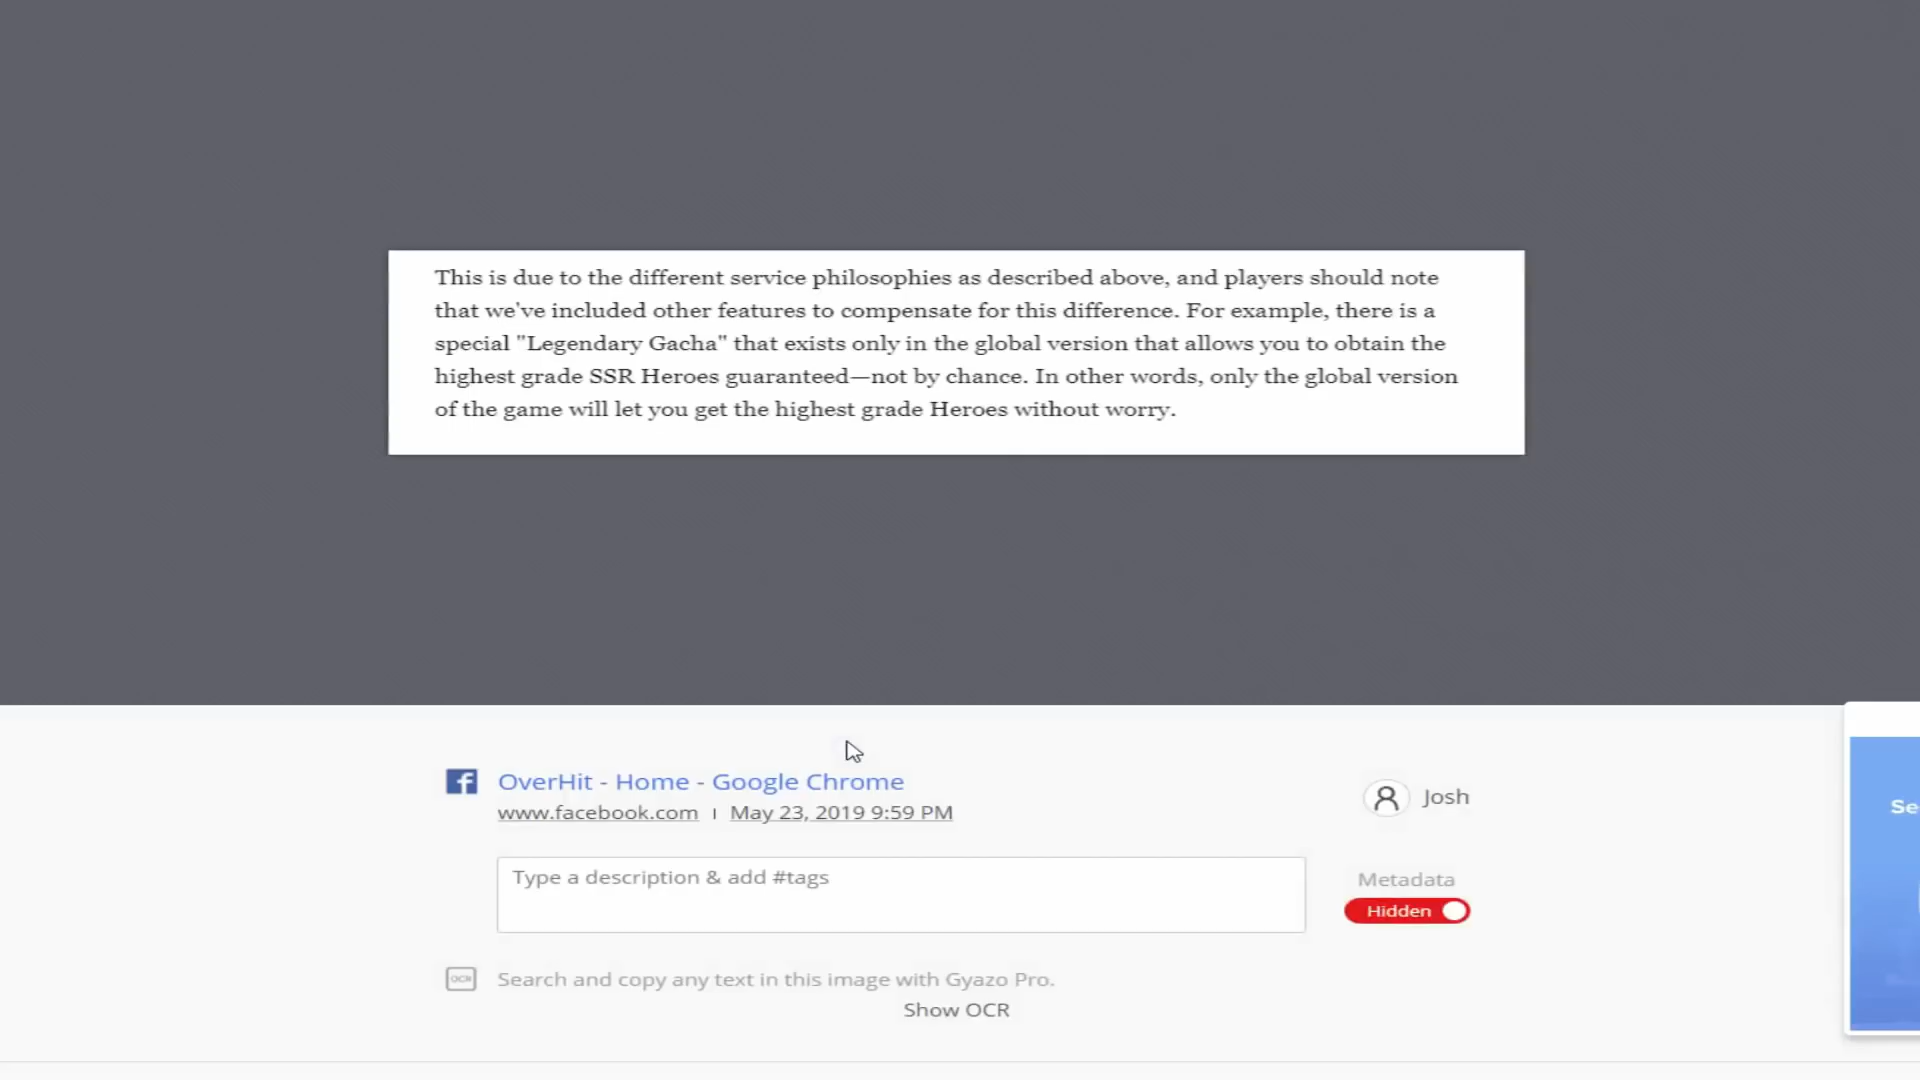 This is due to the different service philosophies as described above, and players should note
that we've included other features to compensate for this difference. For example, there is a
special "Legendary Gacha" that exists only in the global version that allows you to obtain the
highest grade SSR Heroes guaranteed—not by chance. In other words, only the global version
of the game will let you get the highest grade Heroes without worry.
OverHit - Home - Google Chrome
www.facebook.com | May 23, 2019 9:59 PM
Josh
Type a description & add #tags
Metadata
Hidden
OCR Search and copy any text in this image with Gyazo Pro.
Show OCR
Se